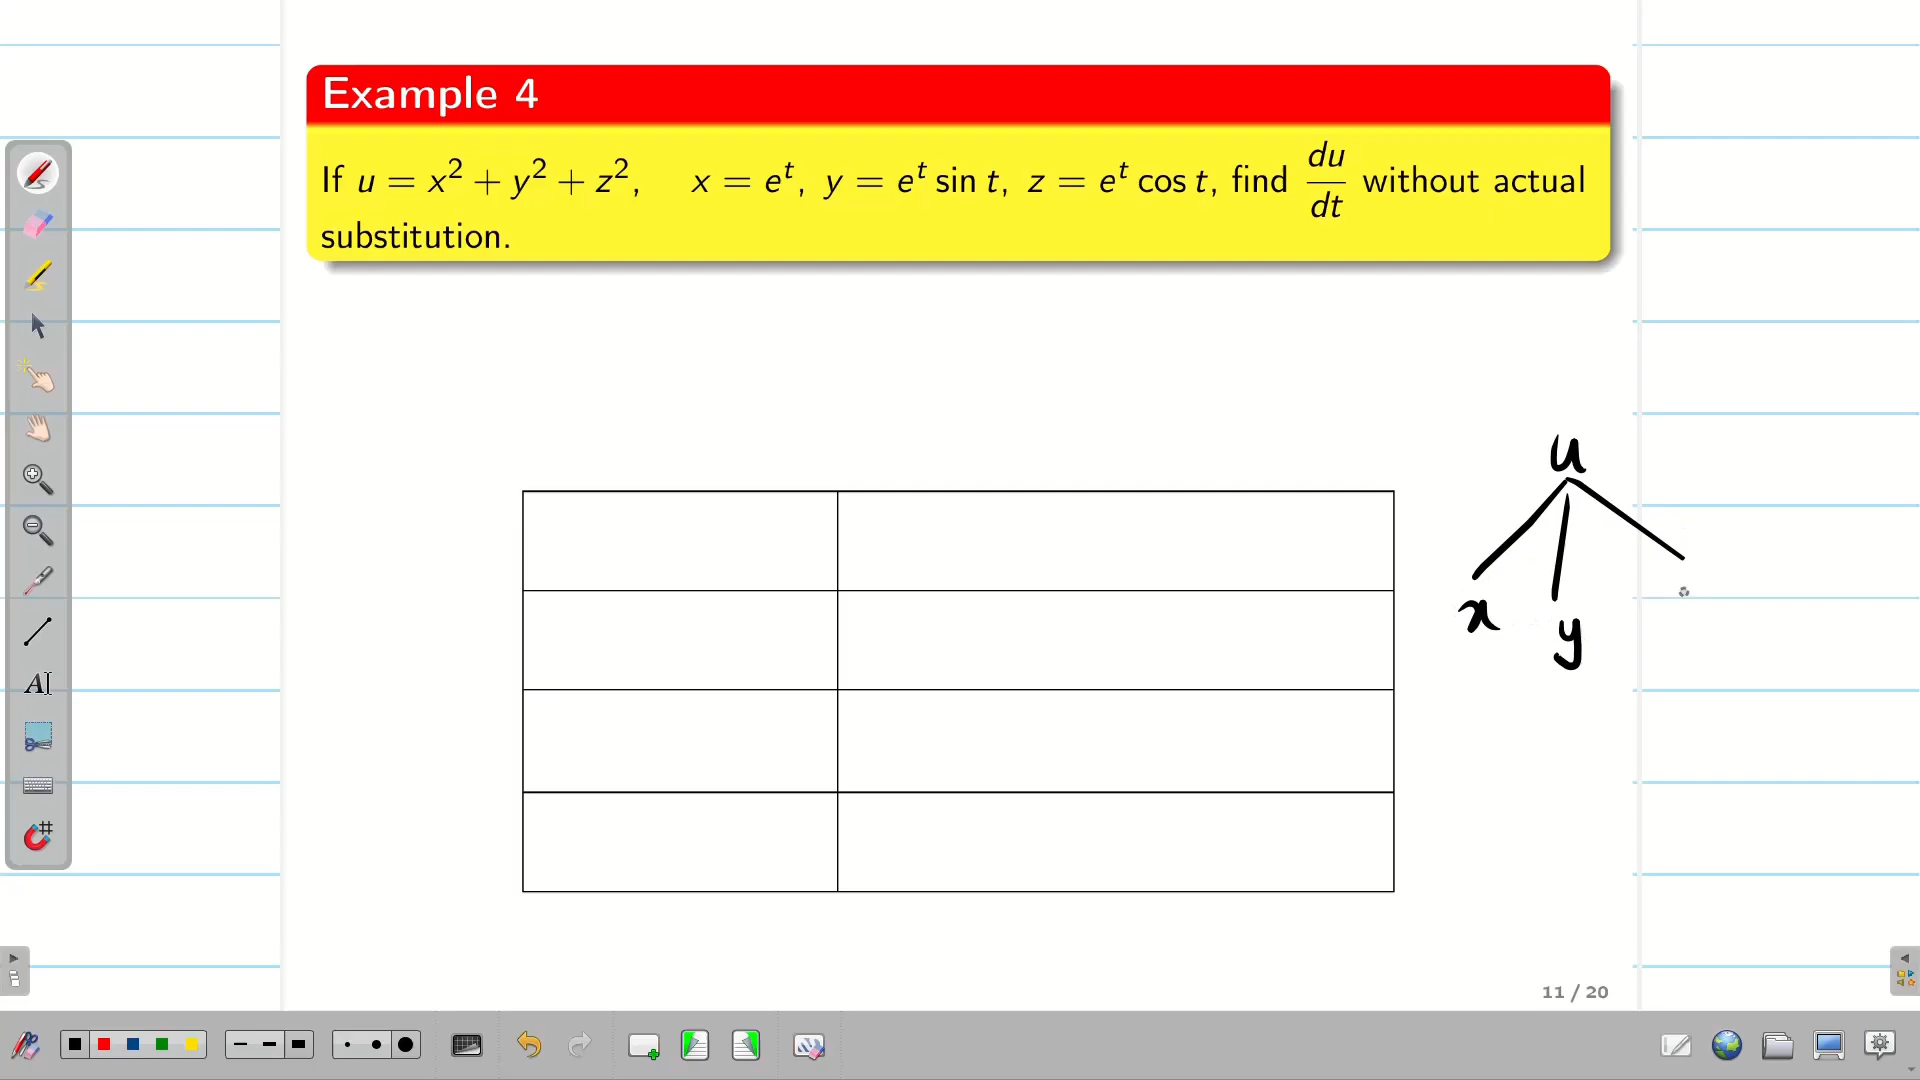 Example 4
If u = x² + y² + z², x = eᵗ, y = eᵗ sin t, z = eᵗ cos t, find du/dt without actual
substitution.
u
x y
11 / 20